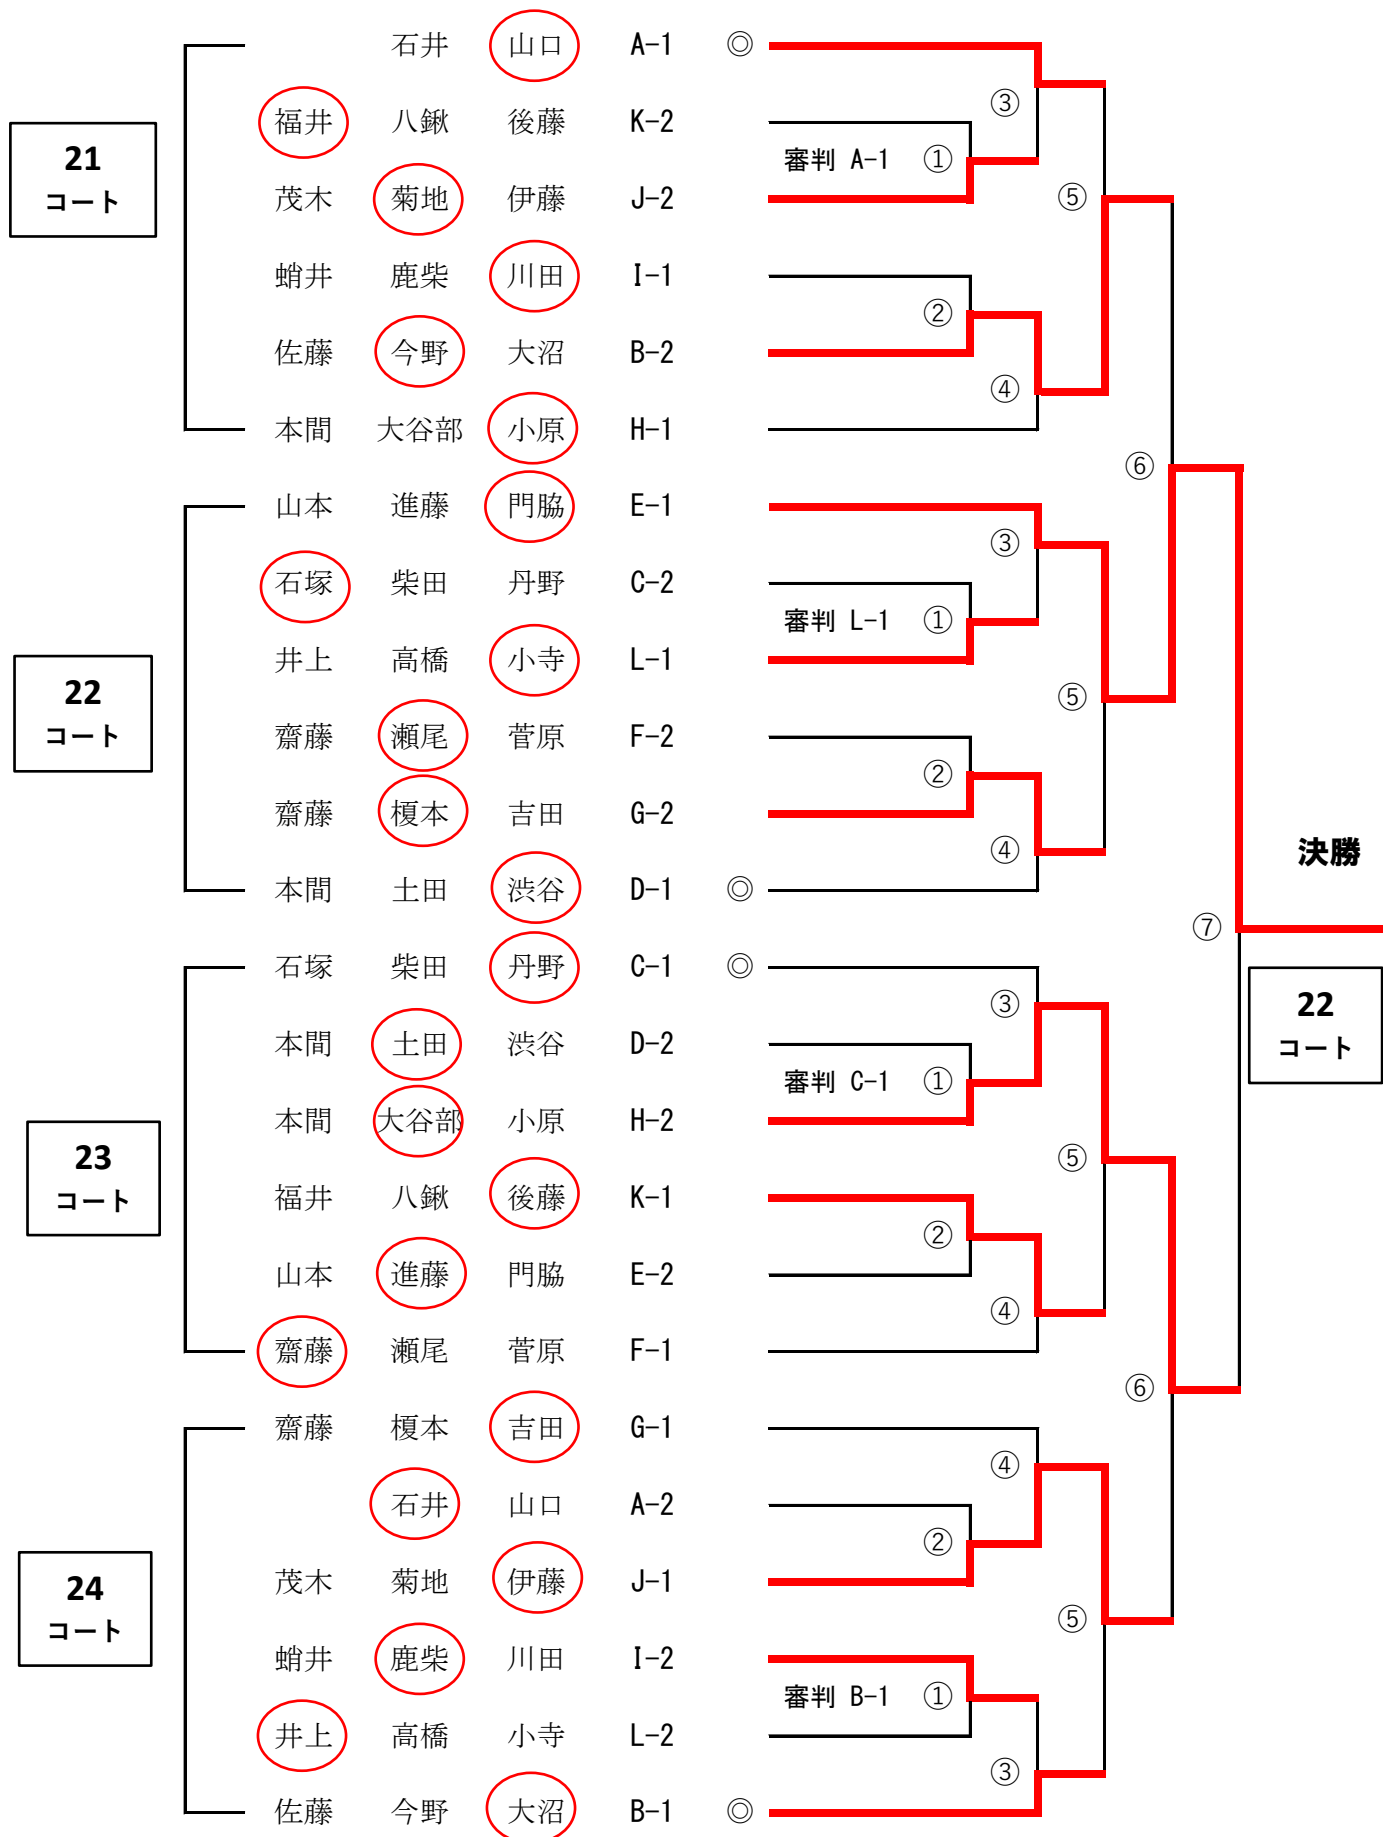 石井 山口 A-1 ◎
③
福井 八鍬 後藤 K-2
21
コート
審判 A-1 ①
茂木 菊地 伊藤 J-2
⑤
蛸井 鹿柴 川田 I-1
②
佐藤 今野 大沼 B-2
④
本間 大谷部 小原 H-1
⑥
山本 進藤 門脇 E-1
③
石塚 柴田 丹野 C-2
審判 L-1 ①
井上 高橋 小寺 L-1
22
コート
⑤
齋藤 瀬尾 菅原 F-2
②
齋藤 榎本 吉田 G-2
④
決勝
本間 土田 渋谷 D-1 ◎
⑦
石塚 柴田 丹野 C-1 ◎
③
22
コート
本間 土田 渋谷 D-2
審判 C-1 ①
本間 大谷部 小原 H-2
23
コート
⑤
福井 八鍬 後藤 K-1
②
山本 進藤 門脇 E-2
④
齋藤 瀬尾 菅原 F-1
⑥
齋藤 榎本 吉田 G-1
④
石井 山口 A-2
②
茂木 菊地 伊藤 J-1
24
コート
⑤
蛸井 鹿柴 川田 I-2
審判 B-1 ①
井上 高橋 小寺 L-2
③
佐藤 今野 大沼 B-1 ◎